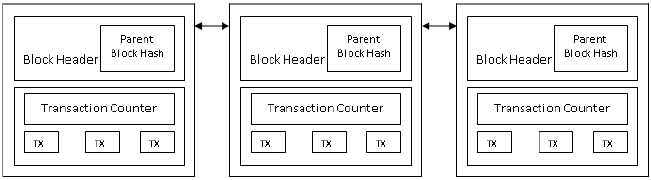 Parent
Block Hash
Block Header
Transaction Counter
TX TX TX
Parent
Block Hash
Block Header
Transaction Counter
TX TX TX
Parent
Block Hash
Block Header
Transaction Counter
TX TX TX